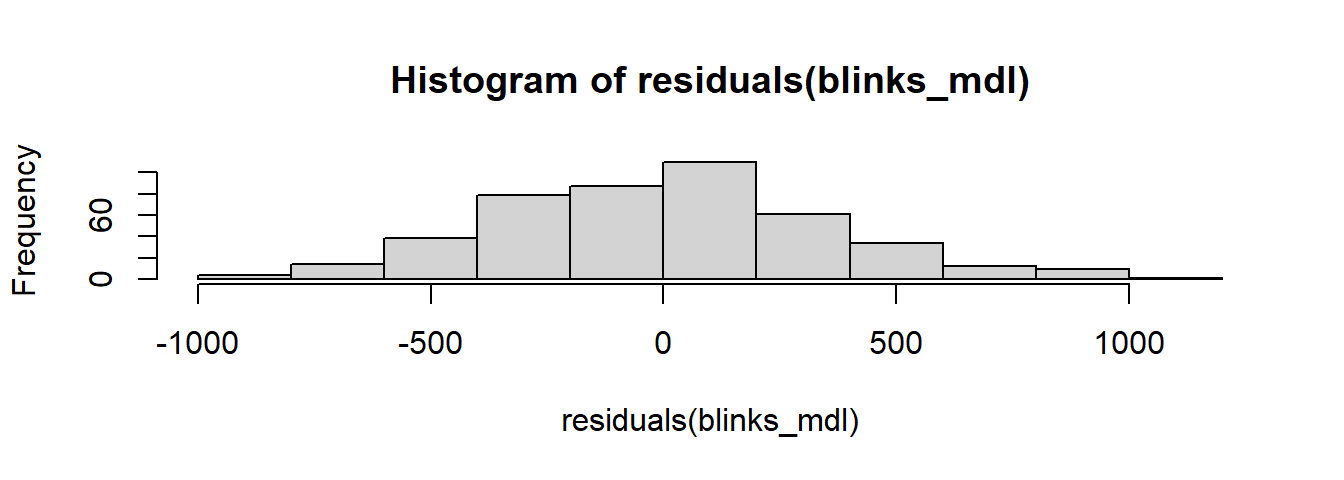 Histogram of residuals(blinks_mdl)
Frequency
60
0
-1000 -500 0 500 1000
residuals(blinks_mdl)